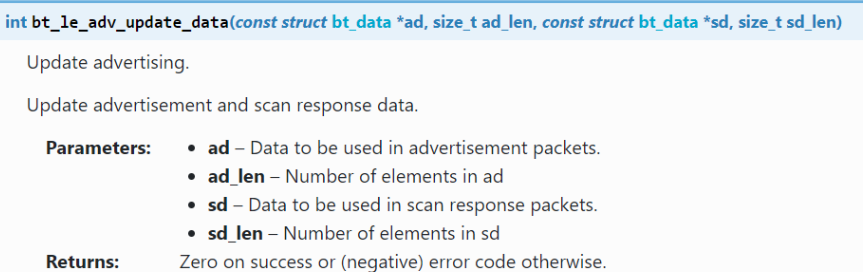 int bt_le_adv_update_data(const struct bt_data *ad, size_t ad_len, const struct bt_data *sd, size_t sd_len)
Update advertising.
Update advertisement and scan response data.
Parameters: • ad – Data to be used in advertisement packets.
• ad_len – Number of elements in ad
• sd – Data to be used in scan response packets.
• sd_len – Number of elements in sd
Returns: Zero on success or (negative) error code otherwise.